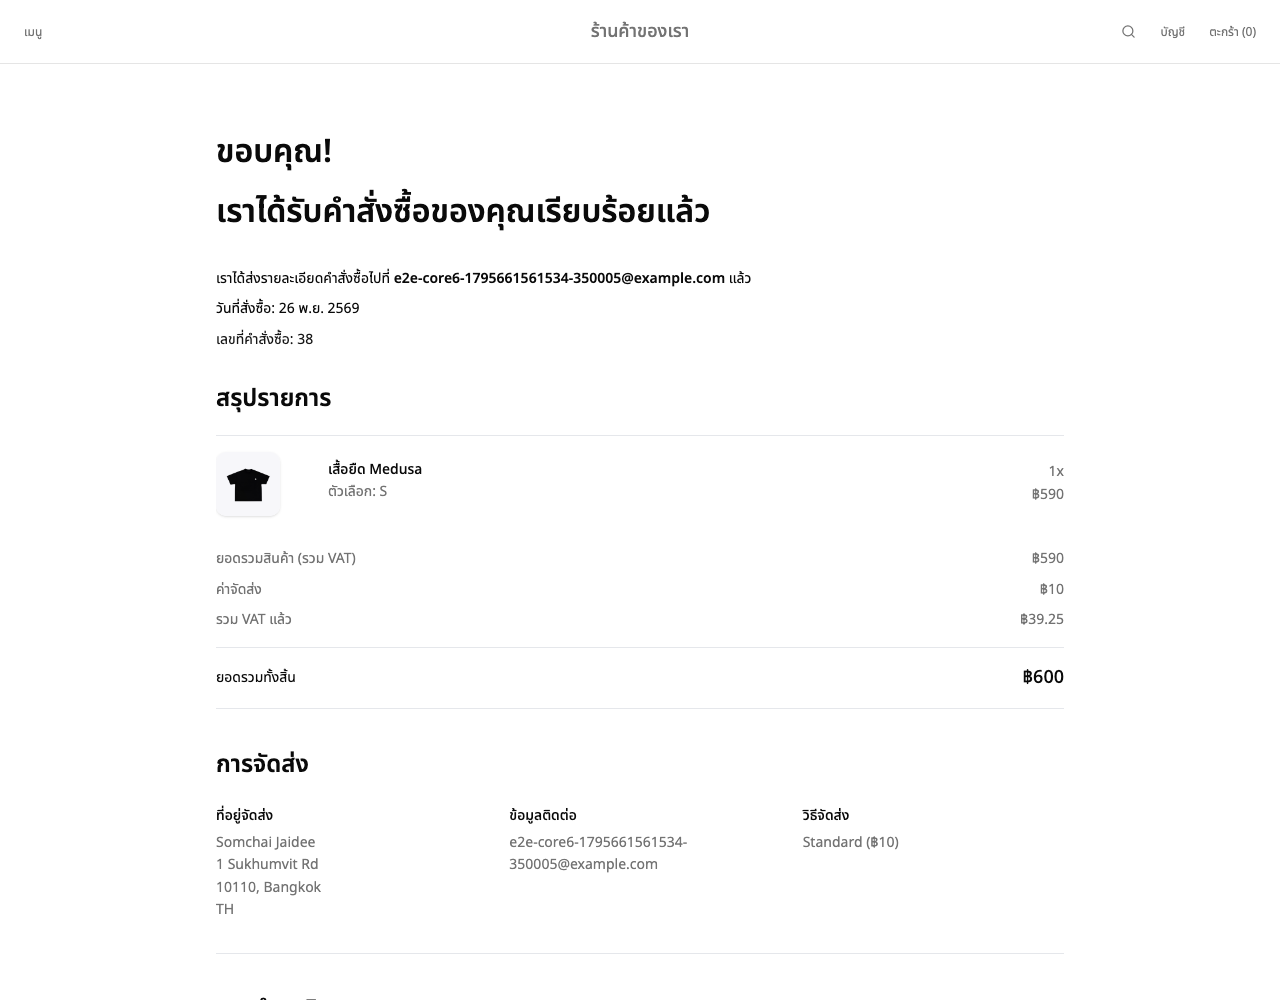 เมนู
ร้านค้าของเรา
บัญชี
ตะกร้า (0)
ขอบคุณ!
เราได้รับคำสั่งซื้อของคุณเรียบร้อยแล้ว
เราได้ส่งรายละเอียดคำสั่งซื้อไปที่ e2e-core6-1795661561534-350005@example.com แล้ว
วันที่สั่งซื้อ: 26 พ.ย. 2569
เลขที่คำสั่งซื้อ: 38
สรุปรายการ
เสื้อยืด Medusa
ตัวเลือก: S
1x
฿590
ยอดรวมสินค้า (รวม VAT)
฿590
ค่าจัดส่ง
฿10
รวม VAT แล้ว
฿39.25
ยอดรวมทั้งสิ้น
฿600
การจัดส่ง
ที่อยู่จัดส่ง
Somchai Jaidee
1 Sukhumvit Rd
10110, Bangkok
TH
ข้อมูลติดต่อ
e2e-core6-1795661561534-
350005@example.com
วิธีจัดส่ง
Standard (฿10)